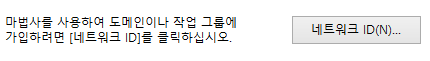 마법사를 사용하여 도메인이나 작업 그룹에
가입하려면 [네트워크 ID]를 클릭하십시오.
네트워크 ID(N)...